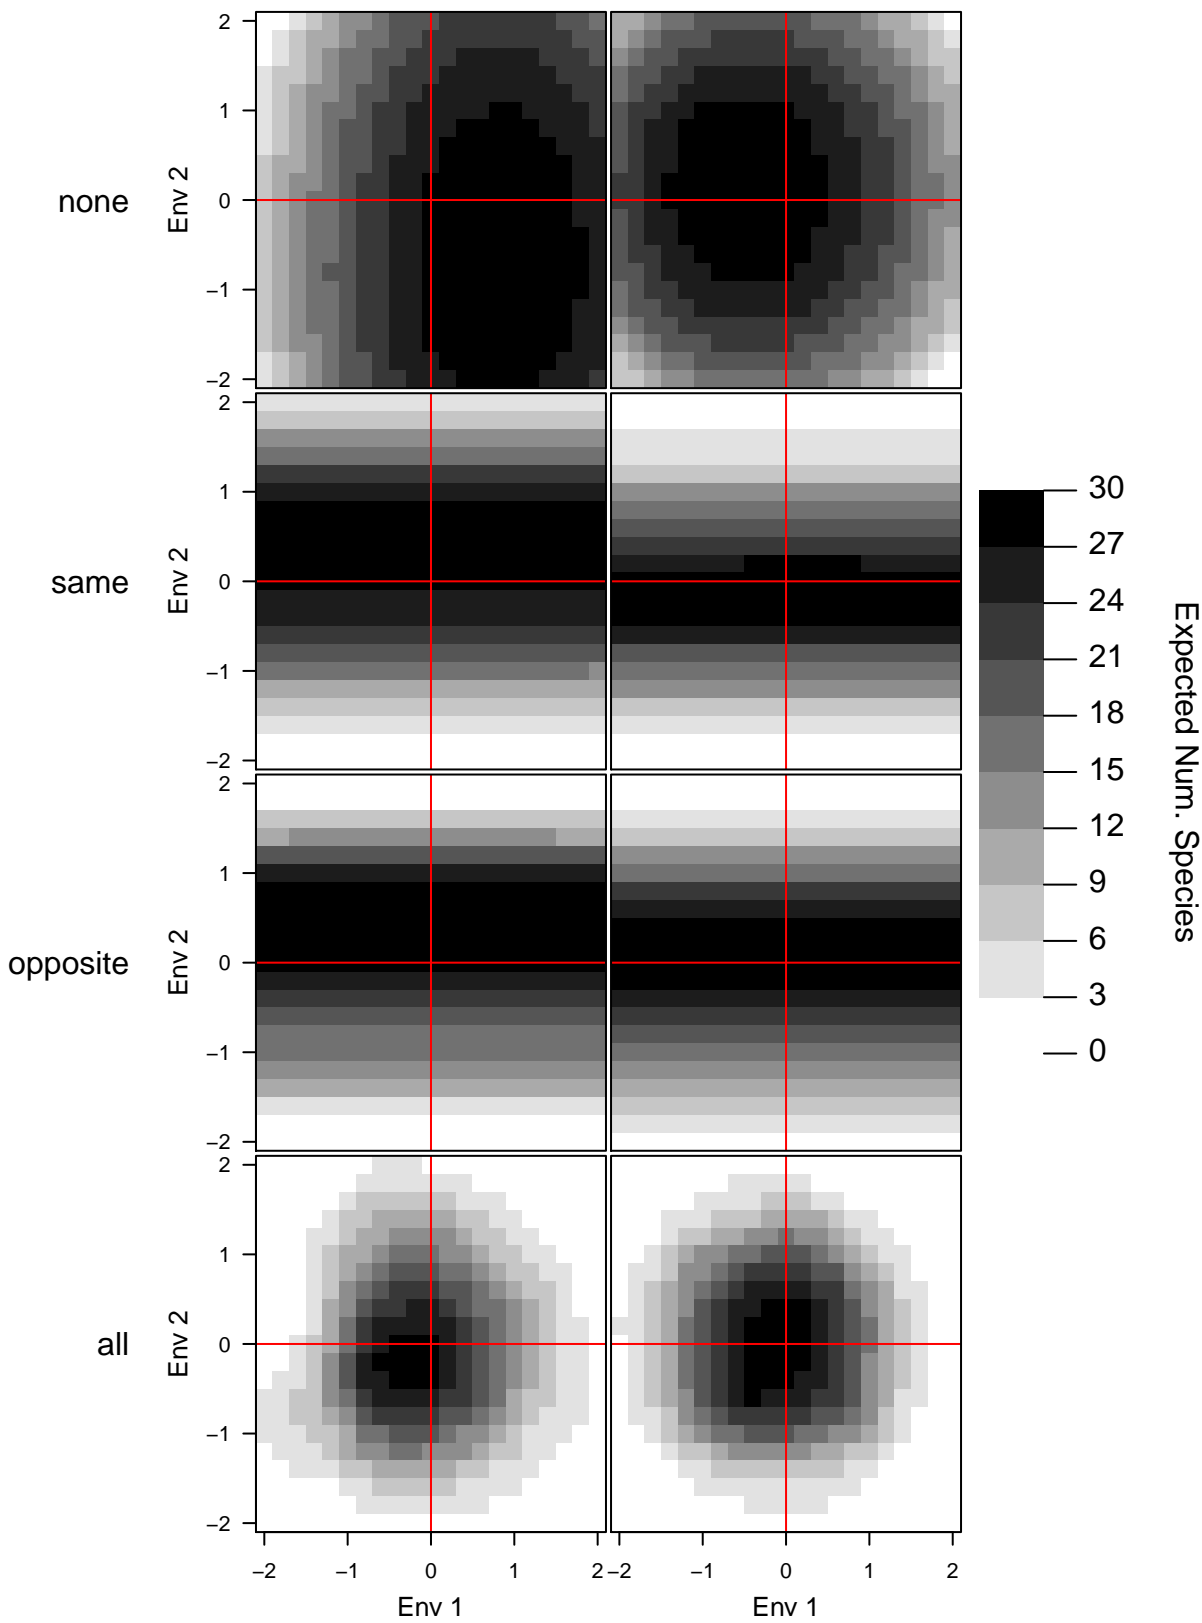 2
1
none
Env 2
0
−1
−2
2
1
same
Env 2
0
−1
−2
2
1
opposite
Env 2
0
−1
−2
2
1
all
Env 2
0
−1
−2
−2 −1 0 1 2 −2 −1 0 1 2
Env 1 Env 1
30
27
24
21
18
15
12
9
6
3
0
Expected Num. Species